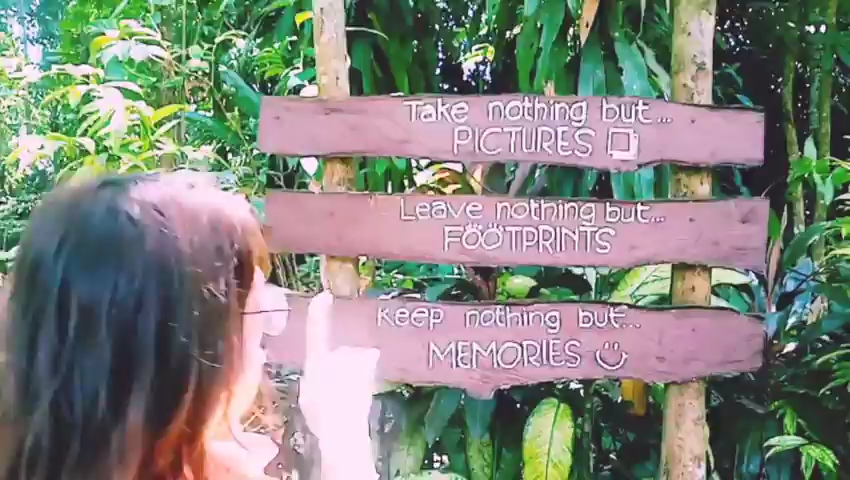 Take nothing but...
PICTURES
Leave nothing but...
FOOTPRINTS
Keep nothing but...
MEMORIES